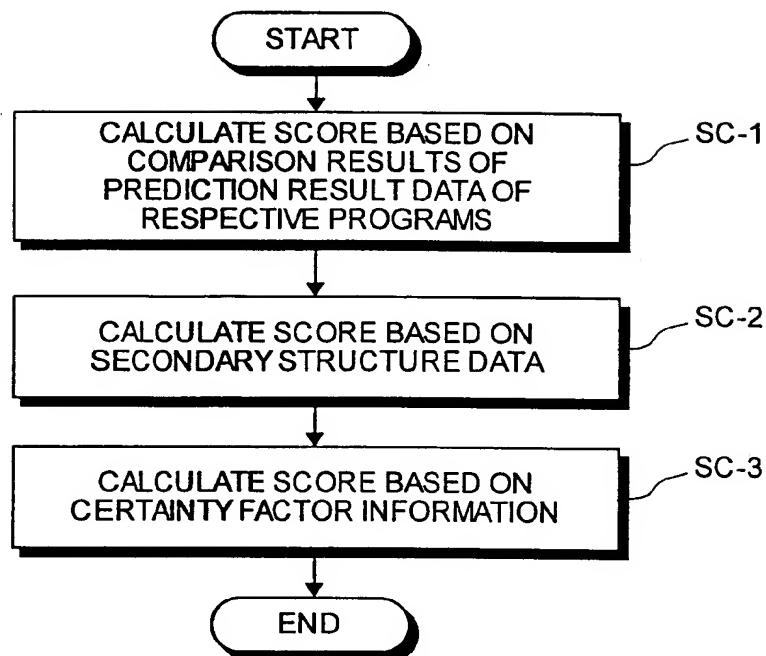 START
CALCULATE SCORE BASED ON
COMPARISON RESULTS OF
PREDICTION RESULT DATA OF
RESPECTIVE PROGRAMS
SC-1
CALCULATE SCORE BASED ON
SECONDARY STRUCTURE DATA
SC-2
CALCULATE SCORE BASED ON
CERTAINTY FACTOR INFORMATION
SC-3
END